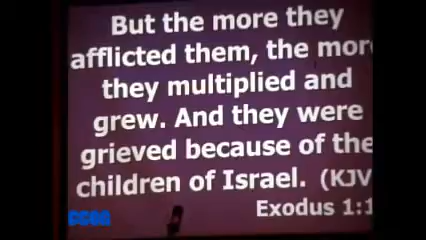 But the more they
afflicted them, the more
they multiplied and
grew. And they were
grieved because of the
children of Israel. (KJV
Exodus 1:1